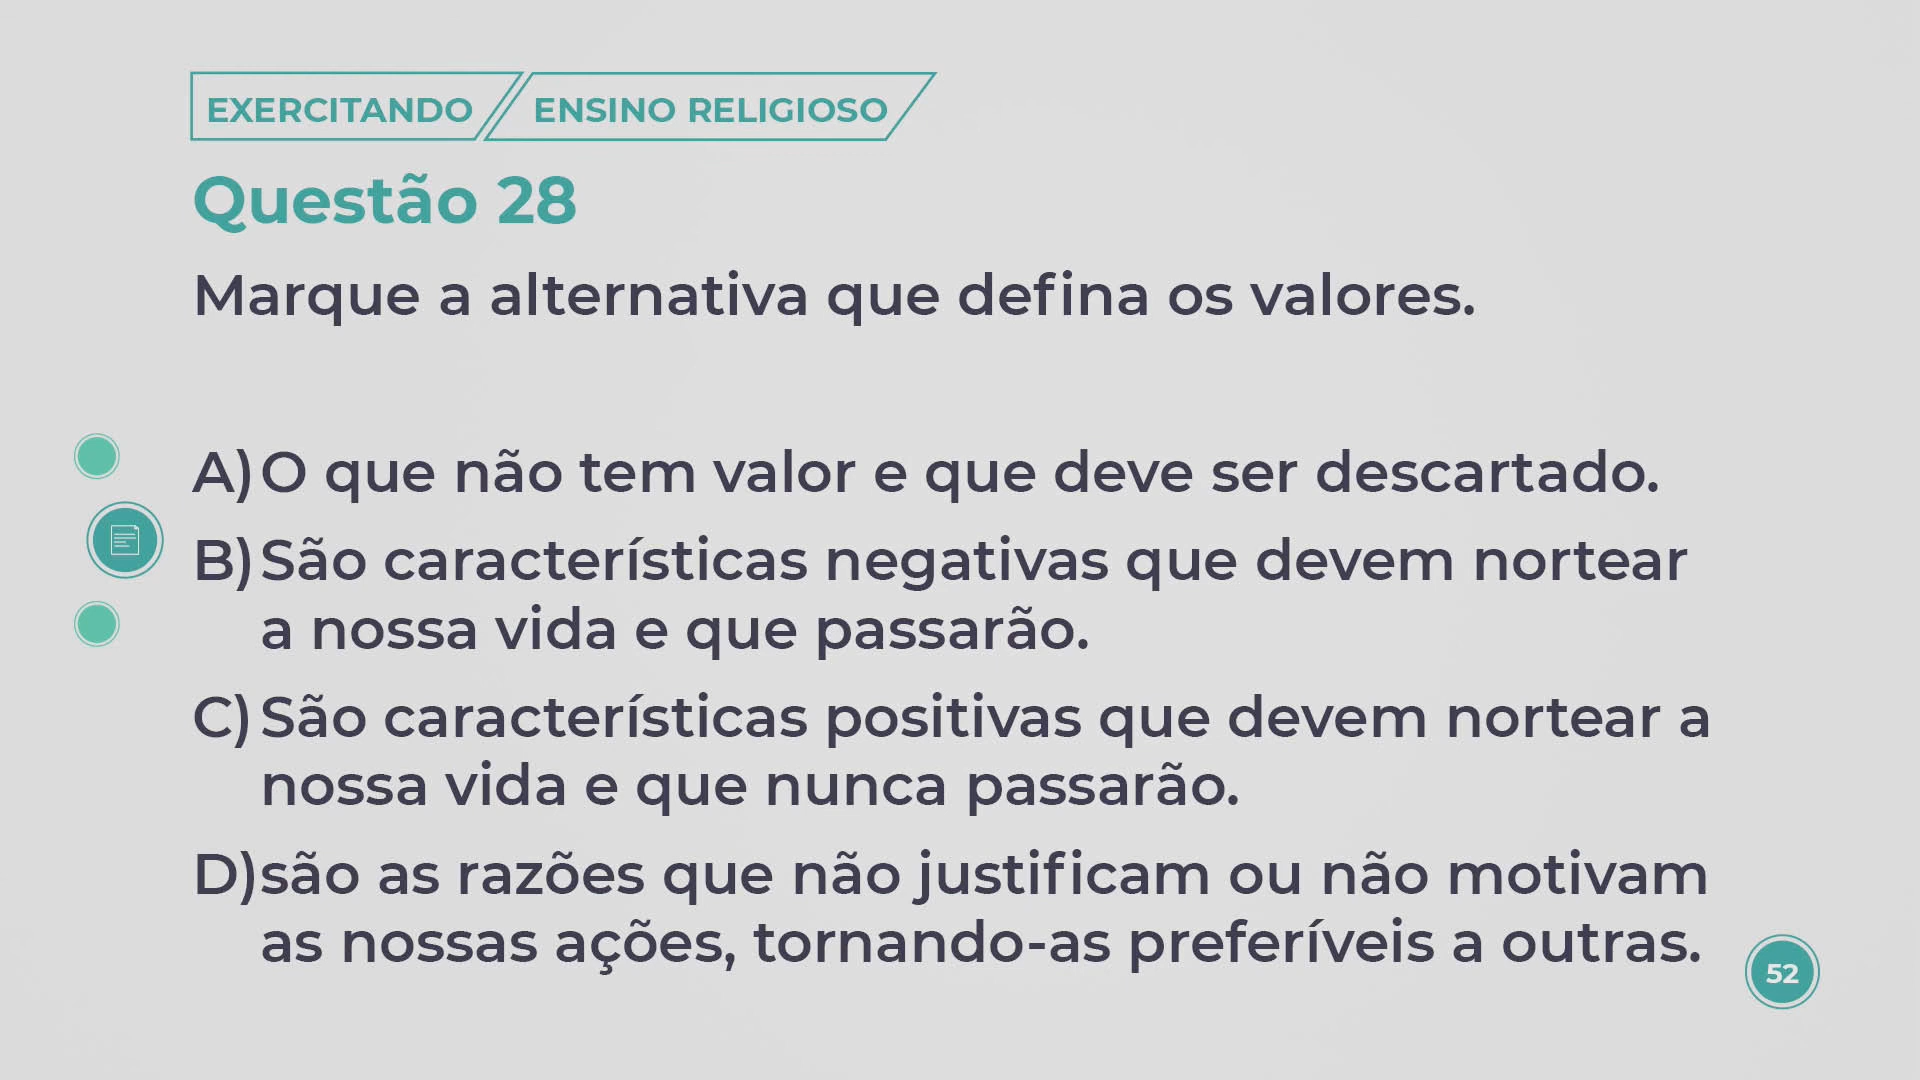 EXERCITANDO ENSINO RELIGIOSO
Questão 28
Marque a alternativa que defina os valores.
A) O que não tem valor e que deve ser descartado.
B) São características negativas que devem nortear
a nossa vida e que passarão.
C) São características positivas que devem nortear a
nossa vida e que nunca passarão.
D) são as razões que não justificam ou não motivam
as nossas ações, tornando-as preferíveis a outras.
52